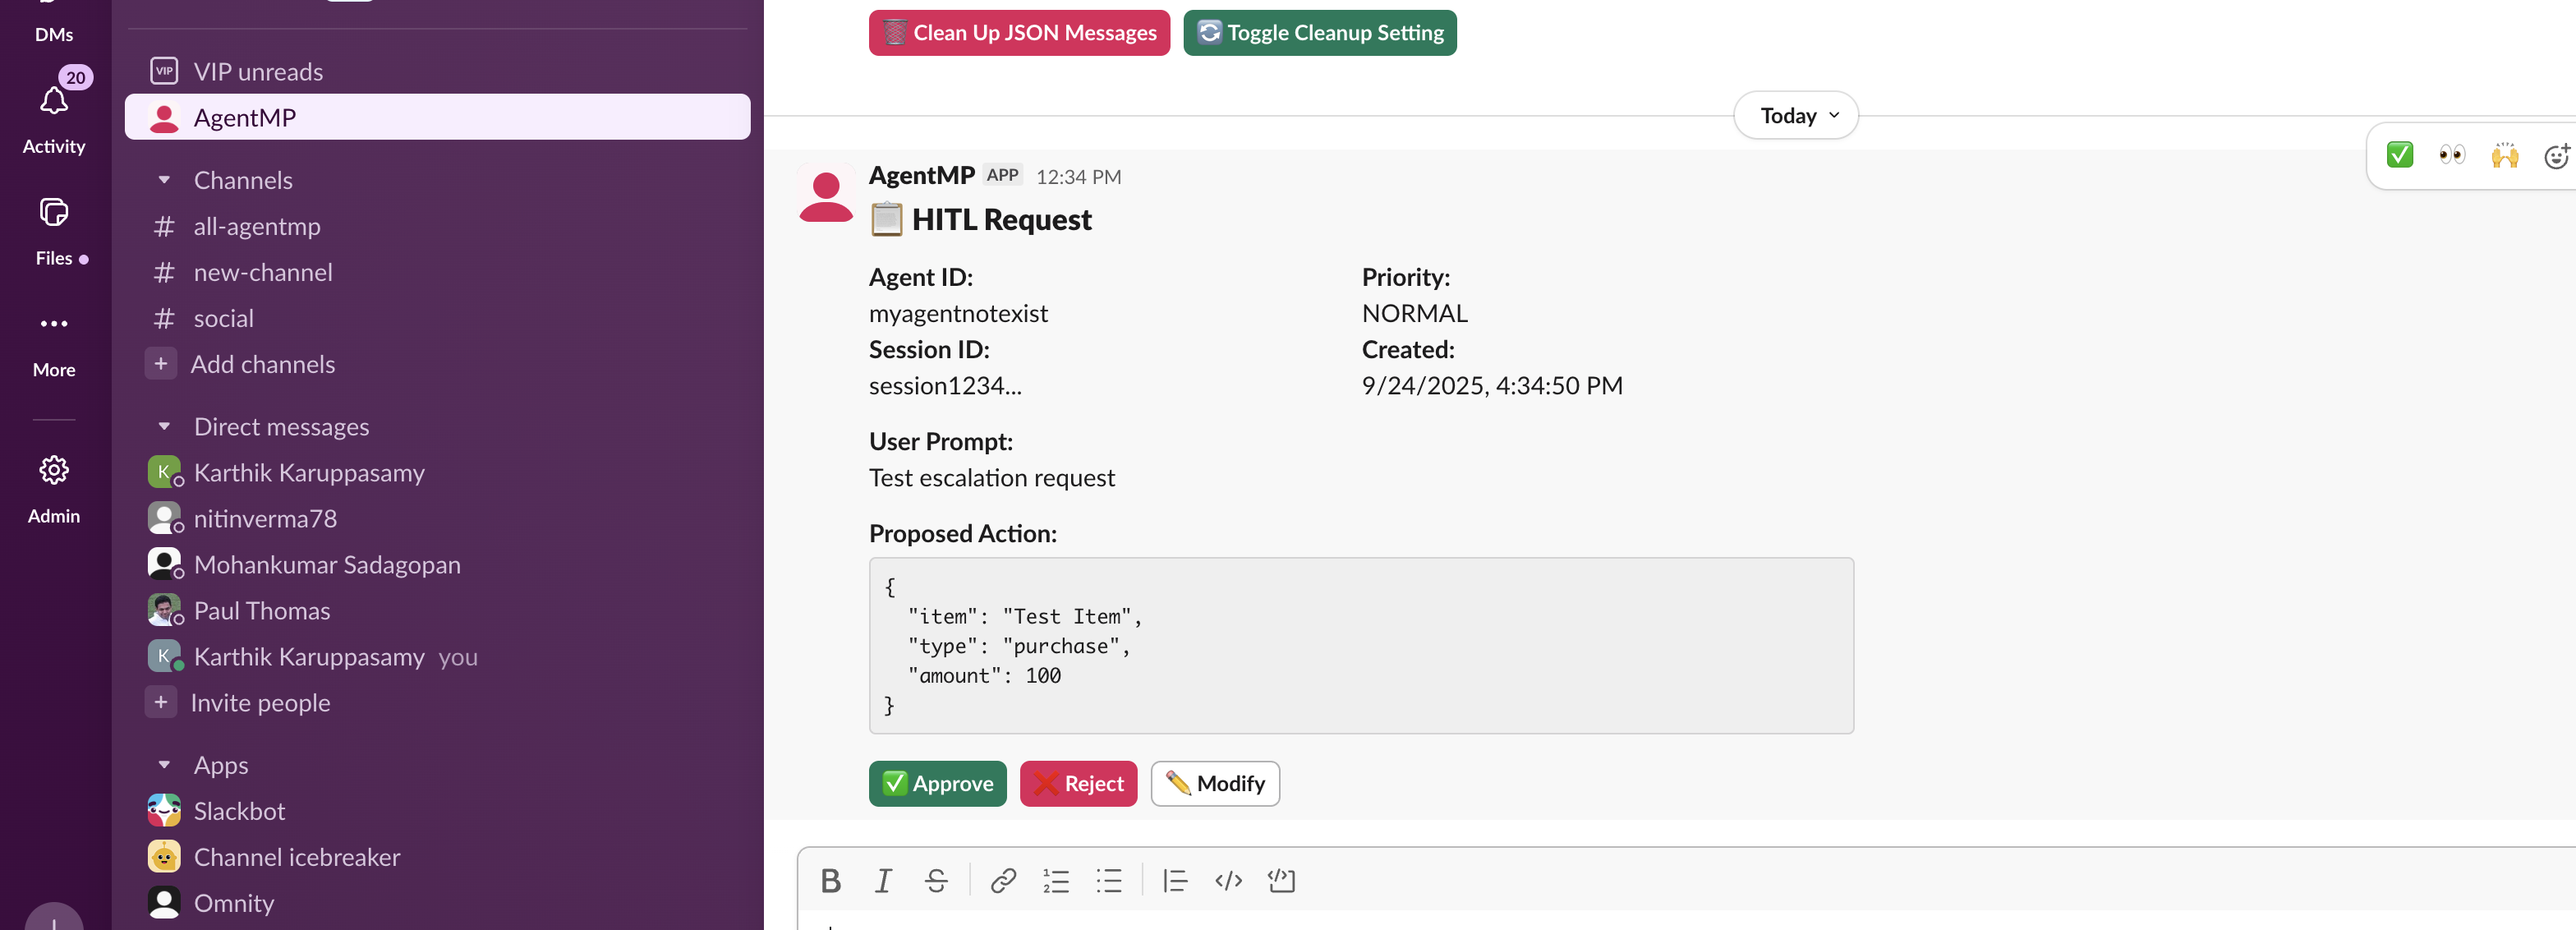 DMs
20
Activity
Files
More
Admin
VIP
VIP unreads
AgentMP
Channels
# all-agentmp
# new-channel
# social
+ Add channels
Direct messages
K Karthik Karuppasamy
nitinverma78
Mohankumar Sadagopan
Paul Thomas
K Karthik Karuppasamy you
+ Invite people
Apps
Slackbot
Channel icebreaker
Omnity
Clean Up JSON Messages
Toggle Cleanup Setting
Today
AgentMP APP 12:34 PM
HITL Request
Agent ID:
myagentnotexist
Priority:
NORMAL
Session ID:
session1234...
Created:
9/24/2025, 4:34:50 PM
User Prompt:
Test escalation request
Proposed Action:
{
"item": "Test Item",
"type": "purchase",
"amount": 100
}
Approve
Reject
Modify